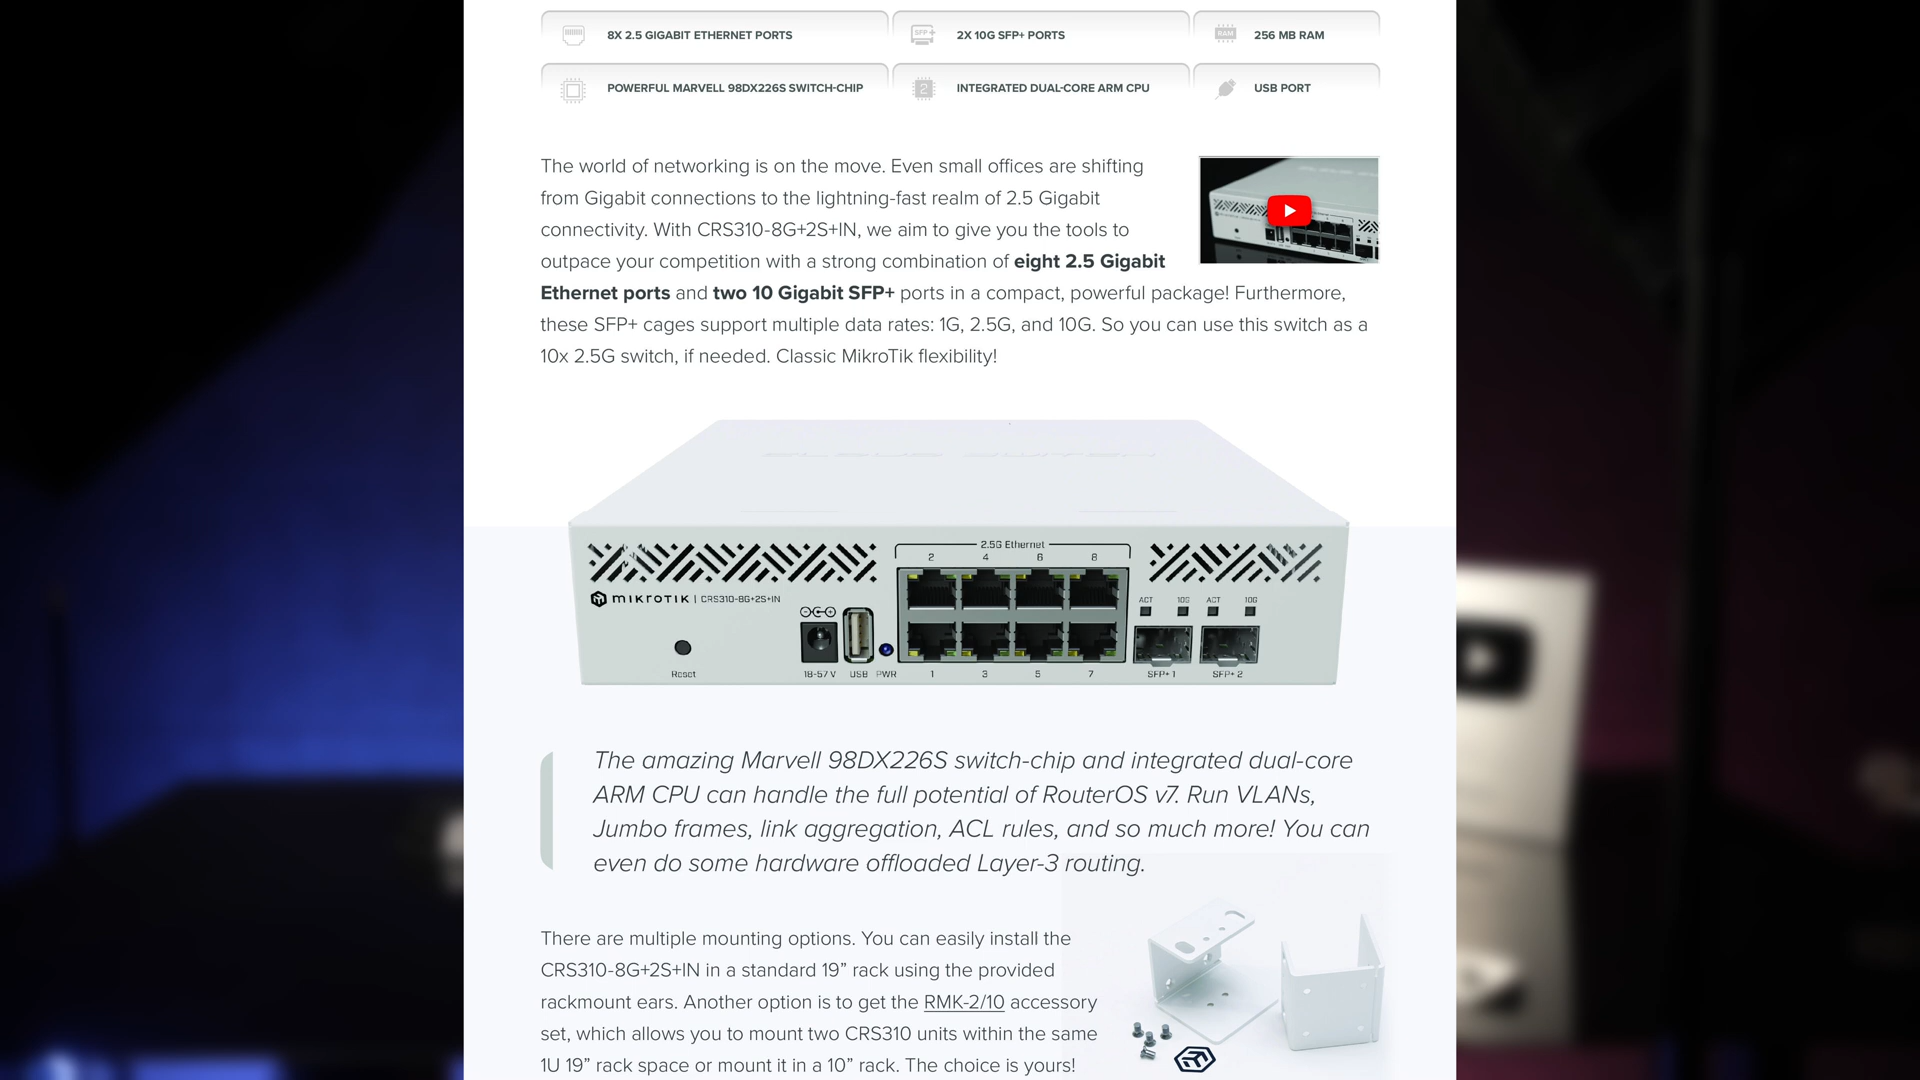 8X 2.5 GIGABIT ETHERNET PORTS
SFP+
2X 10G SFP+ PORTS
RAM
256 MB RAM
POWERFUL MARVELL 98DX226S SWITCH-CHIP
2
INTEGRATED DUAL-CORE ARM CPU
USB PORT
The world of networking is on the move. Even small offices are shifting
from Gigabit connections to the lightning-fast realm of 2.5 Gigabit
connectivity. With CRS310-8G+2S+IN, we aim to give you the tools to
outpace your competition with a strong combination of eight 2.5 Gigabit
Ethernet ports and two 10 Gigabit SFP+ ports in a compact, powerful package! Furthermore,
these SFP+ cages support multiple data rates: 1G, 2.5G, and 10G. So you can use this switch as a
10x 2.5G switch, if needed. Classic MikroTik flexibility!
CLOUD SWITCH
2.5G Ethernet
2 4 6 8
MIKROTIK | CRS310-8G+2S+IN
ACT 10G ACT 10G
Reset
18-57 V USB PWR 1 3 5 7 SFP+ 1 SFP+ 2
The amazing Marvell 98DX226S switch-chip and integrated dual-core
ARM CPU can handle the full potential of RouterOS v7. Run VLANs,
Jumbo frames, link aggregation, ACL rules, and so much more! You can
even do some hardware offloaded Layer-3 routing.
There are multiple mounting options. You can easily install the
CRS310-8G+2S+IN in a standard 19” rack using the provided
rackmount ears. Another option is to get the RMK-2/10 accessory
set, which allows you to mount two CRS310 units within the same
1U 19” rack space or mount it in a 10” rack. The choice is yours!